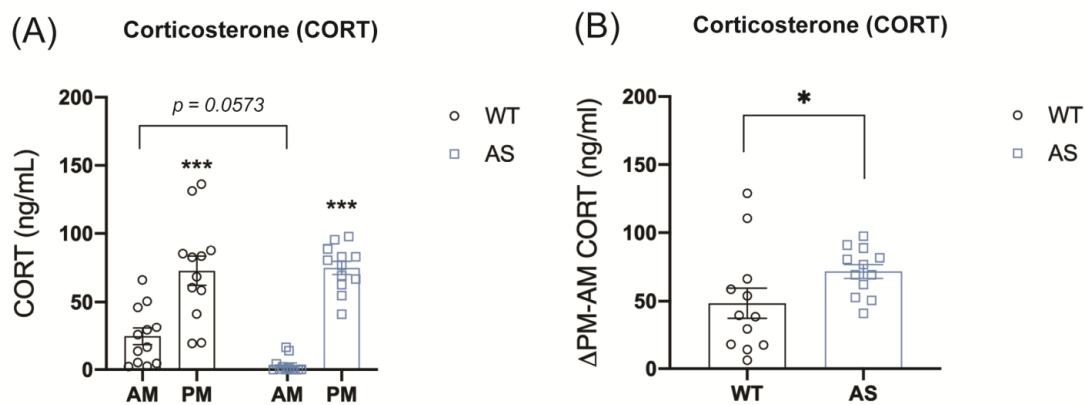 (A)
Corticosterone (CORT)
CORT (ng/mL)
200
150
100
50
0
p = 0.0573
***
***
AM
PM
AM
PM
WT
AS
(B)
Corticosterone (CORT)
ΔPM-AM CORT (ng/ml)
200
150
100
50
0
*
WT
AS
WT
AS